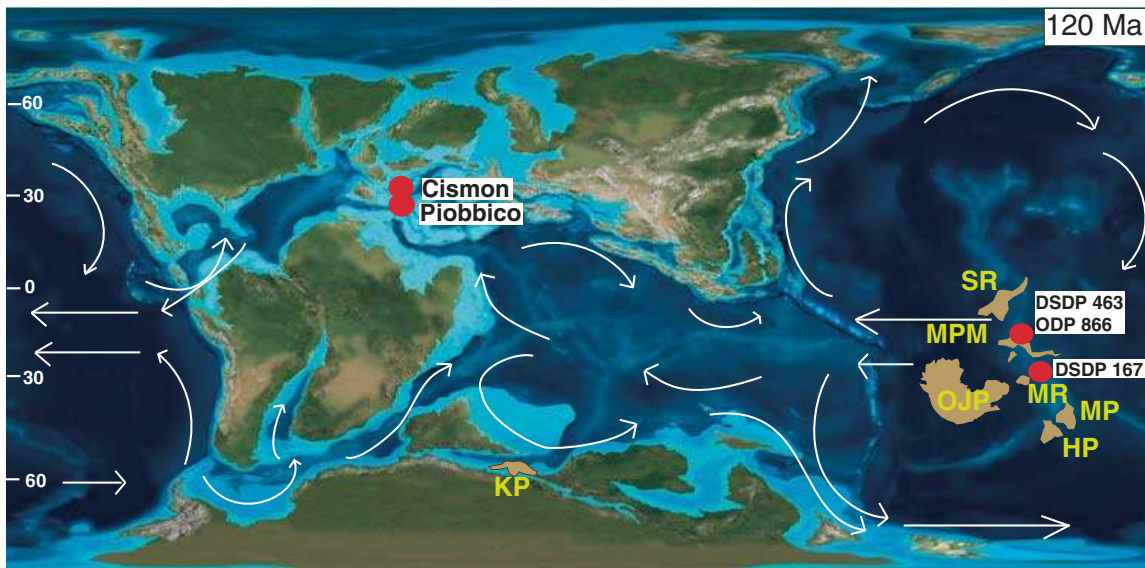 120 Ma
60
30
0
30
60
Cismon
Piobbico
SR
DSDP 463
ODP 866
MPM
DSDP 167
OJP
MR
MP
HP
KP